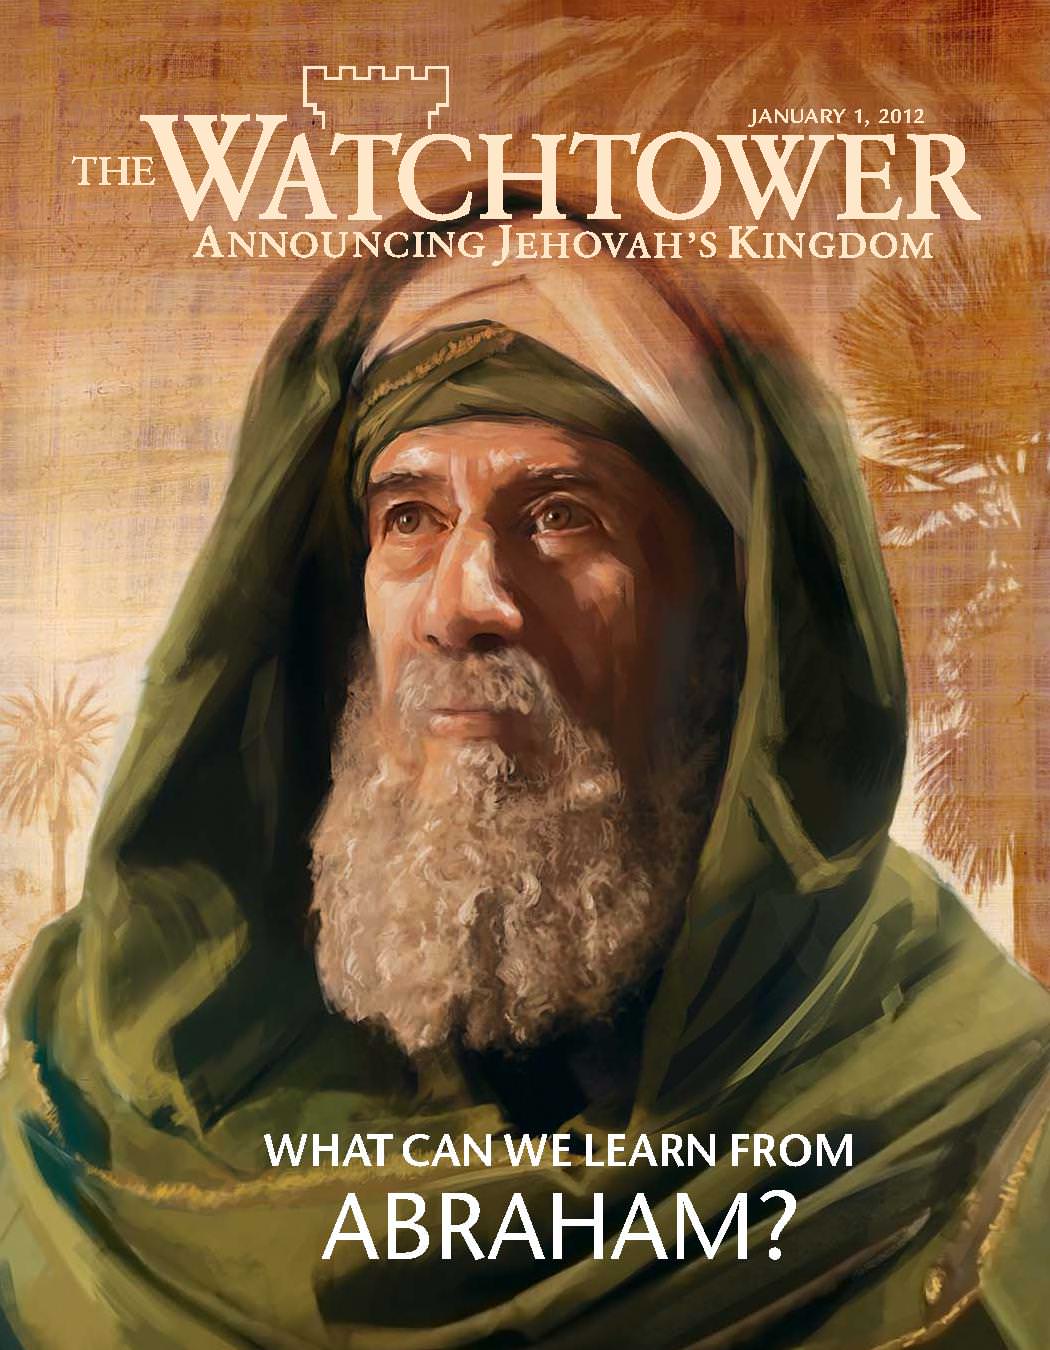 JANUARY 1, 2012
THE WATCHTOWER
ANNOUNCING JEHOVAH'S KINGDOM
WHAT CAN WE LEARN FROM
ABRAHAM?